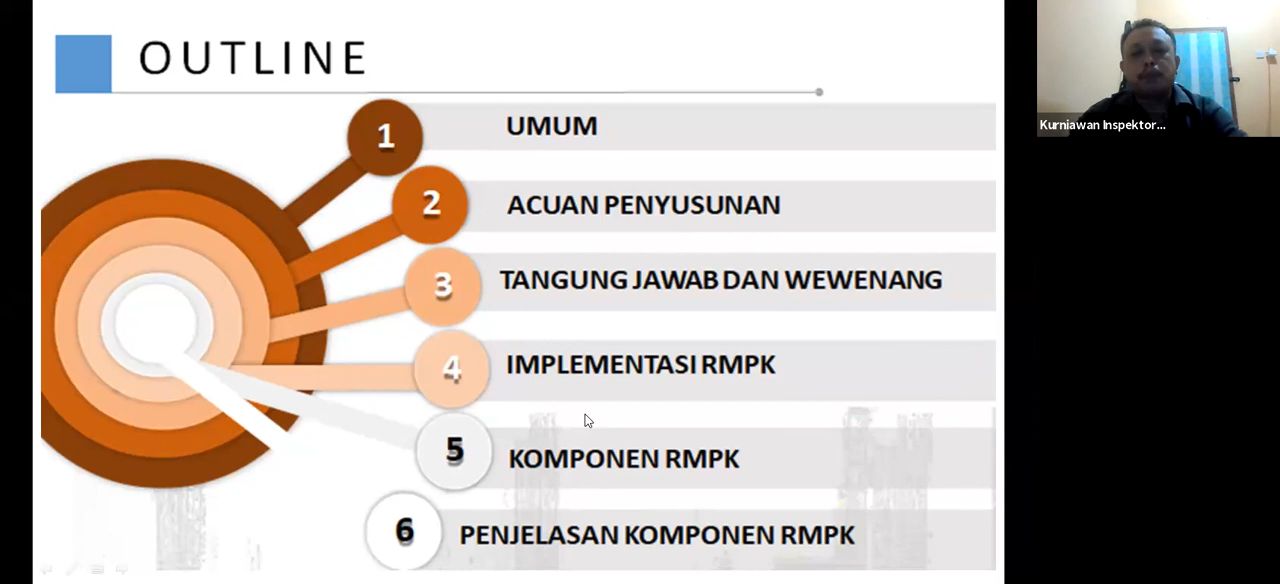 OUTLINE
1 UMUM
2 ACUAN PENYUSUNAN
3 TANGUNG JAWAB DAN WEWENANG
4 IMPLEMENTASI RMPK
5 KOMPONEN RMPK
6 PENJELASAN KOMPONEN RMPK
Kurniawan Inspektor...